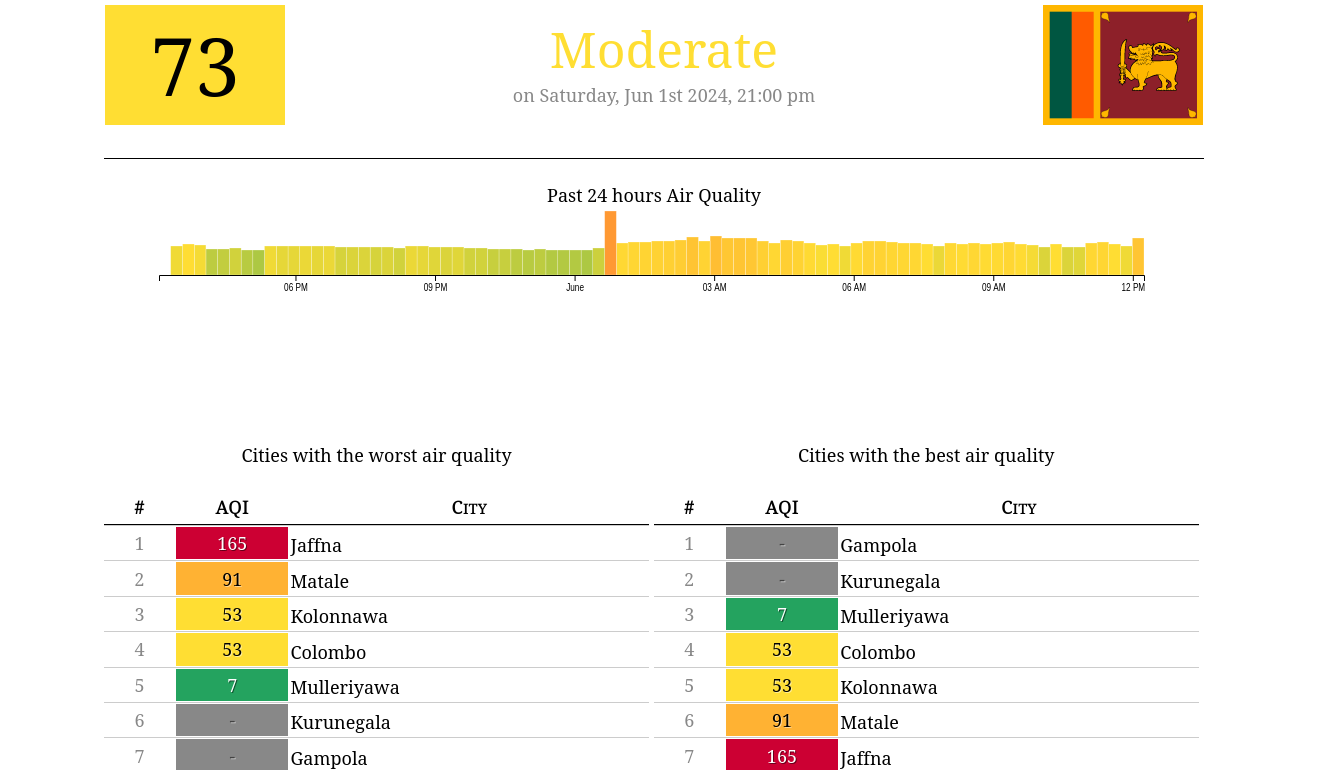 73
Moderate
on Saturday, Jun 1st 2024, 21:00 pm
Past 24 hours Air Quality
06 PM 09 PM June 03 AM 06 AM 09 AM 12 PM
Cities with the worst air quality
# AQI City
1 165 Jaffna
2 91 Matale
3 53 Kolonnawa
4 53 Colombo
5 7 Mulleriyawa
6 - Kurunegala
7 - Gampola
Cities with the best air quality
# AQI City
1 - Gampola
2 - Kurunegala
3 7 Mulleriyawa
4 53 Colombo
5 53 Kolonnawa
6 91 Matale
7 165 Jaffna